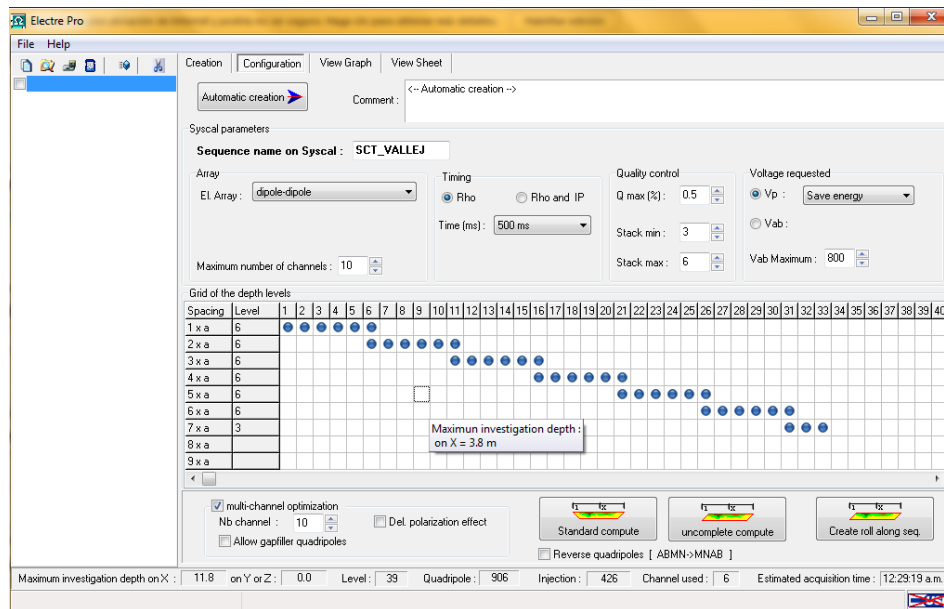 Electre Pro
File Help
Creation Configuration View Graph View Sheet
Automatic creation
Comment :
<-- Automatic creation -->
Syscal parameters
Sequence name on Syscal : SCT_VALLEJ
Array
El. Array : dipole-dipole
Maximum number of channels : 10
Timing
Rho Rho and IP
Time (ms) : 500 ms
Quality control
Q max (%) : 0.5
Stack min : 3
Stack max : 6
Voltage requested
Vp : Save energy
Vab :
Vab Maximum : 800
Grid of the depth levels
Spacing Level 1 2 3 4 5 6 7 8 9 10 11 12 13 14 15 16 17 18 19 20 21 22 23 24 25 26 27 28 29 30 31 32 33 34 35 36 37 38 39 40
1 x a 6
2 x a 6
3 x a 6
4 x a 6
5 x a 6
6 x a 6
7 x a 3
8 x a
9 x a
Maximun investigation depth :
on X = 3.8 m
multi-channel optimization
Nb channel : 10
Del. polarization effect
Allow gapfiller quadripoles
Standard compute
uncomplete compute
Create roll along seq.
Reverse quadripoles [ ABMN->MNAB ]
Maximum investigation depth on X : 11.8 on Y or Z : 0.0 Level : 39 Quadripole : 906 Injection : 426 Channel used : 6 Estimated acquisition time : 12:29:19 a.m.